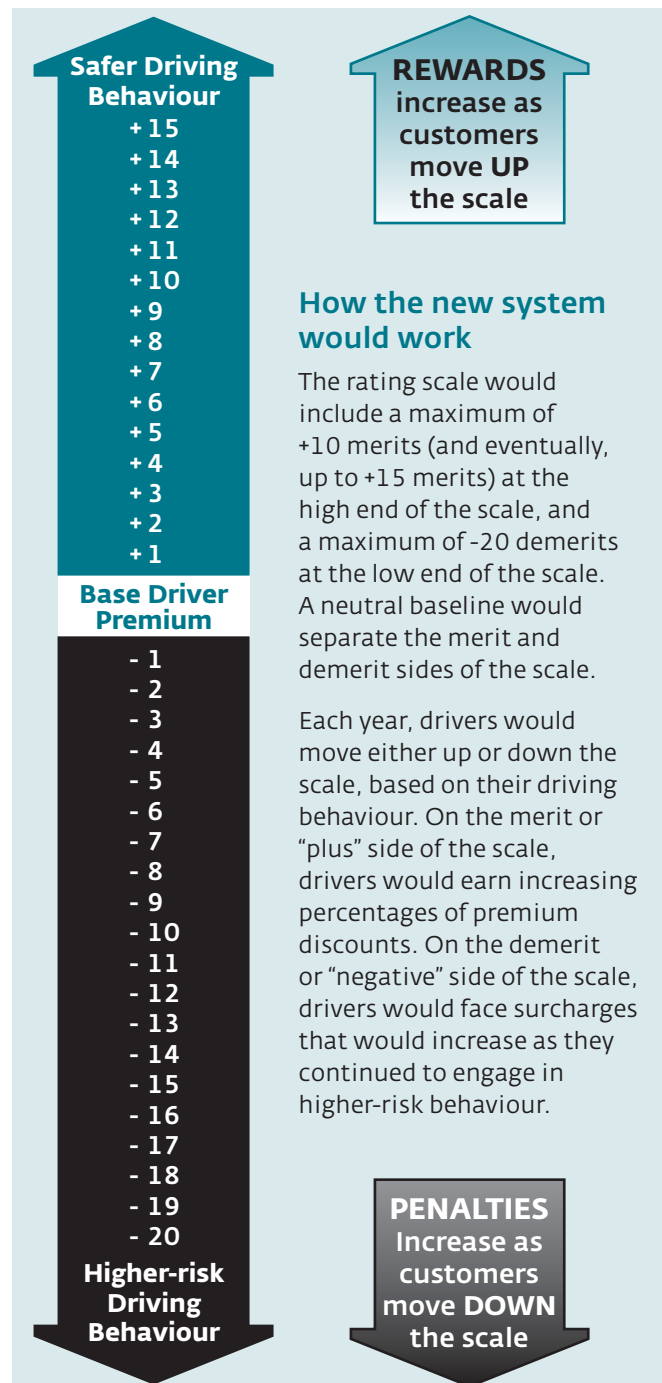 Safer Driving
Behaviour
+ 15
+ 14
+ 13
+ 12
+ 11
+ 10
+ 9
+ 8
+ 7
+ 6
+ 5
+ 4
+ 3
+ 2
+ 1
Base Driver
Premium
- 1
- 2
- 3
- 4
- 5
- 6
- 7
- 8
- 9
- 10
- 11
- 12
- 13
- 14
- 15
- 16
- 17
- 18
- 19
- 20
Higher-risk
Driving
Behaviour
REWARDS
increase as
customers
move UP
the scale
How the new system
would work
The rating scale would
include a maximum of
+10 merits (and eventually,
up to +15 merits) at the
high end of the scale, and
a maximum of -20 demerits
at the low end of the scale.
A neutral baseline would
separate the merit and
demerit sides of the scale.
Each year, drivers would
move either up or down the
scale, based on their driving
behaviour. On the merit or
“plus” side of the scale,
drivers would earn increasing
percentages of premium
discounts. On the demerit
or “negative” side of the scale,
drivers would face surcharges
that would increase as they
continued to engage in
higher-risk behaviour.
PENALTIES
Increase as
customers
move DOWN
the scale